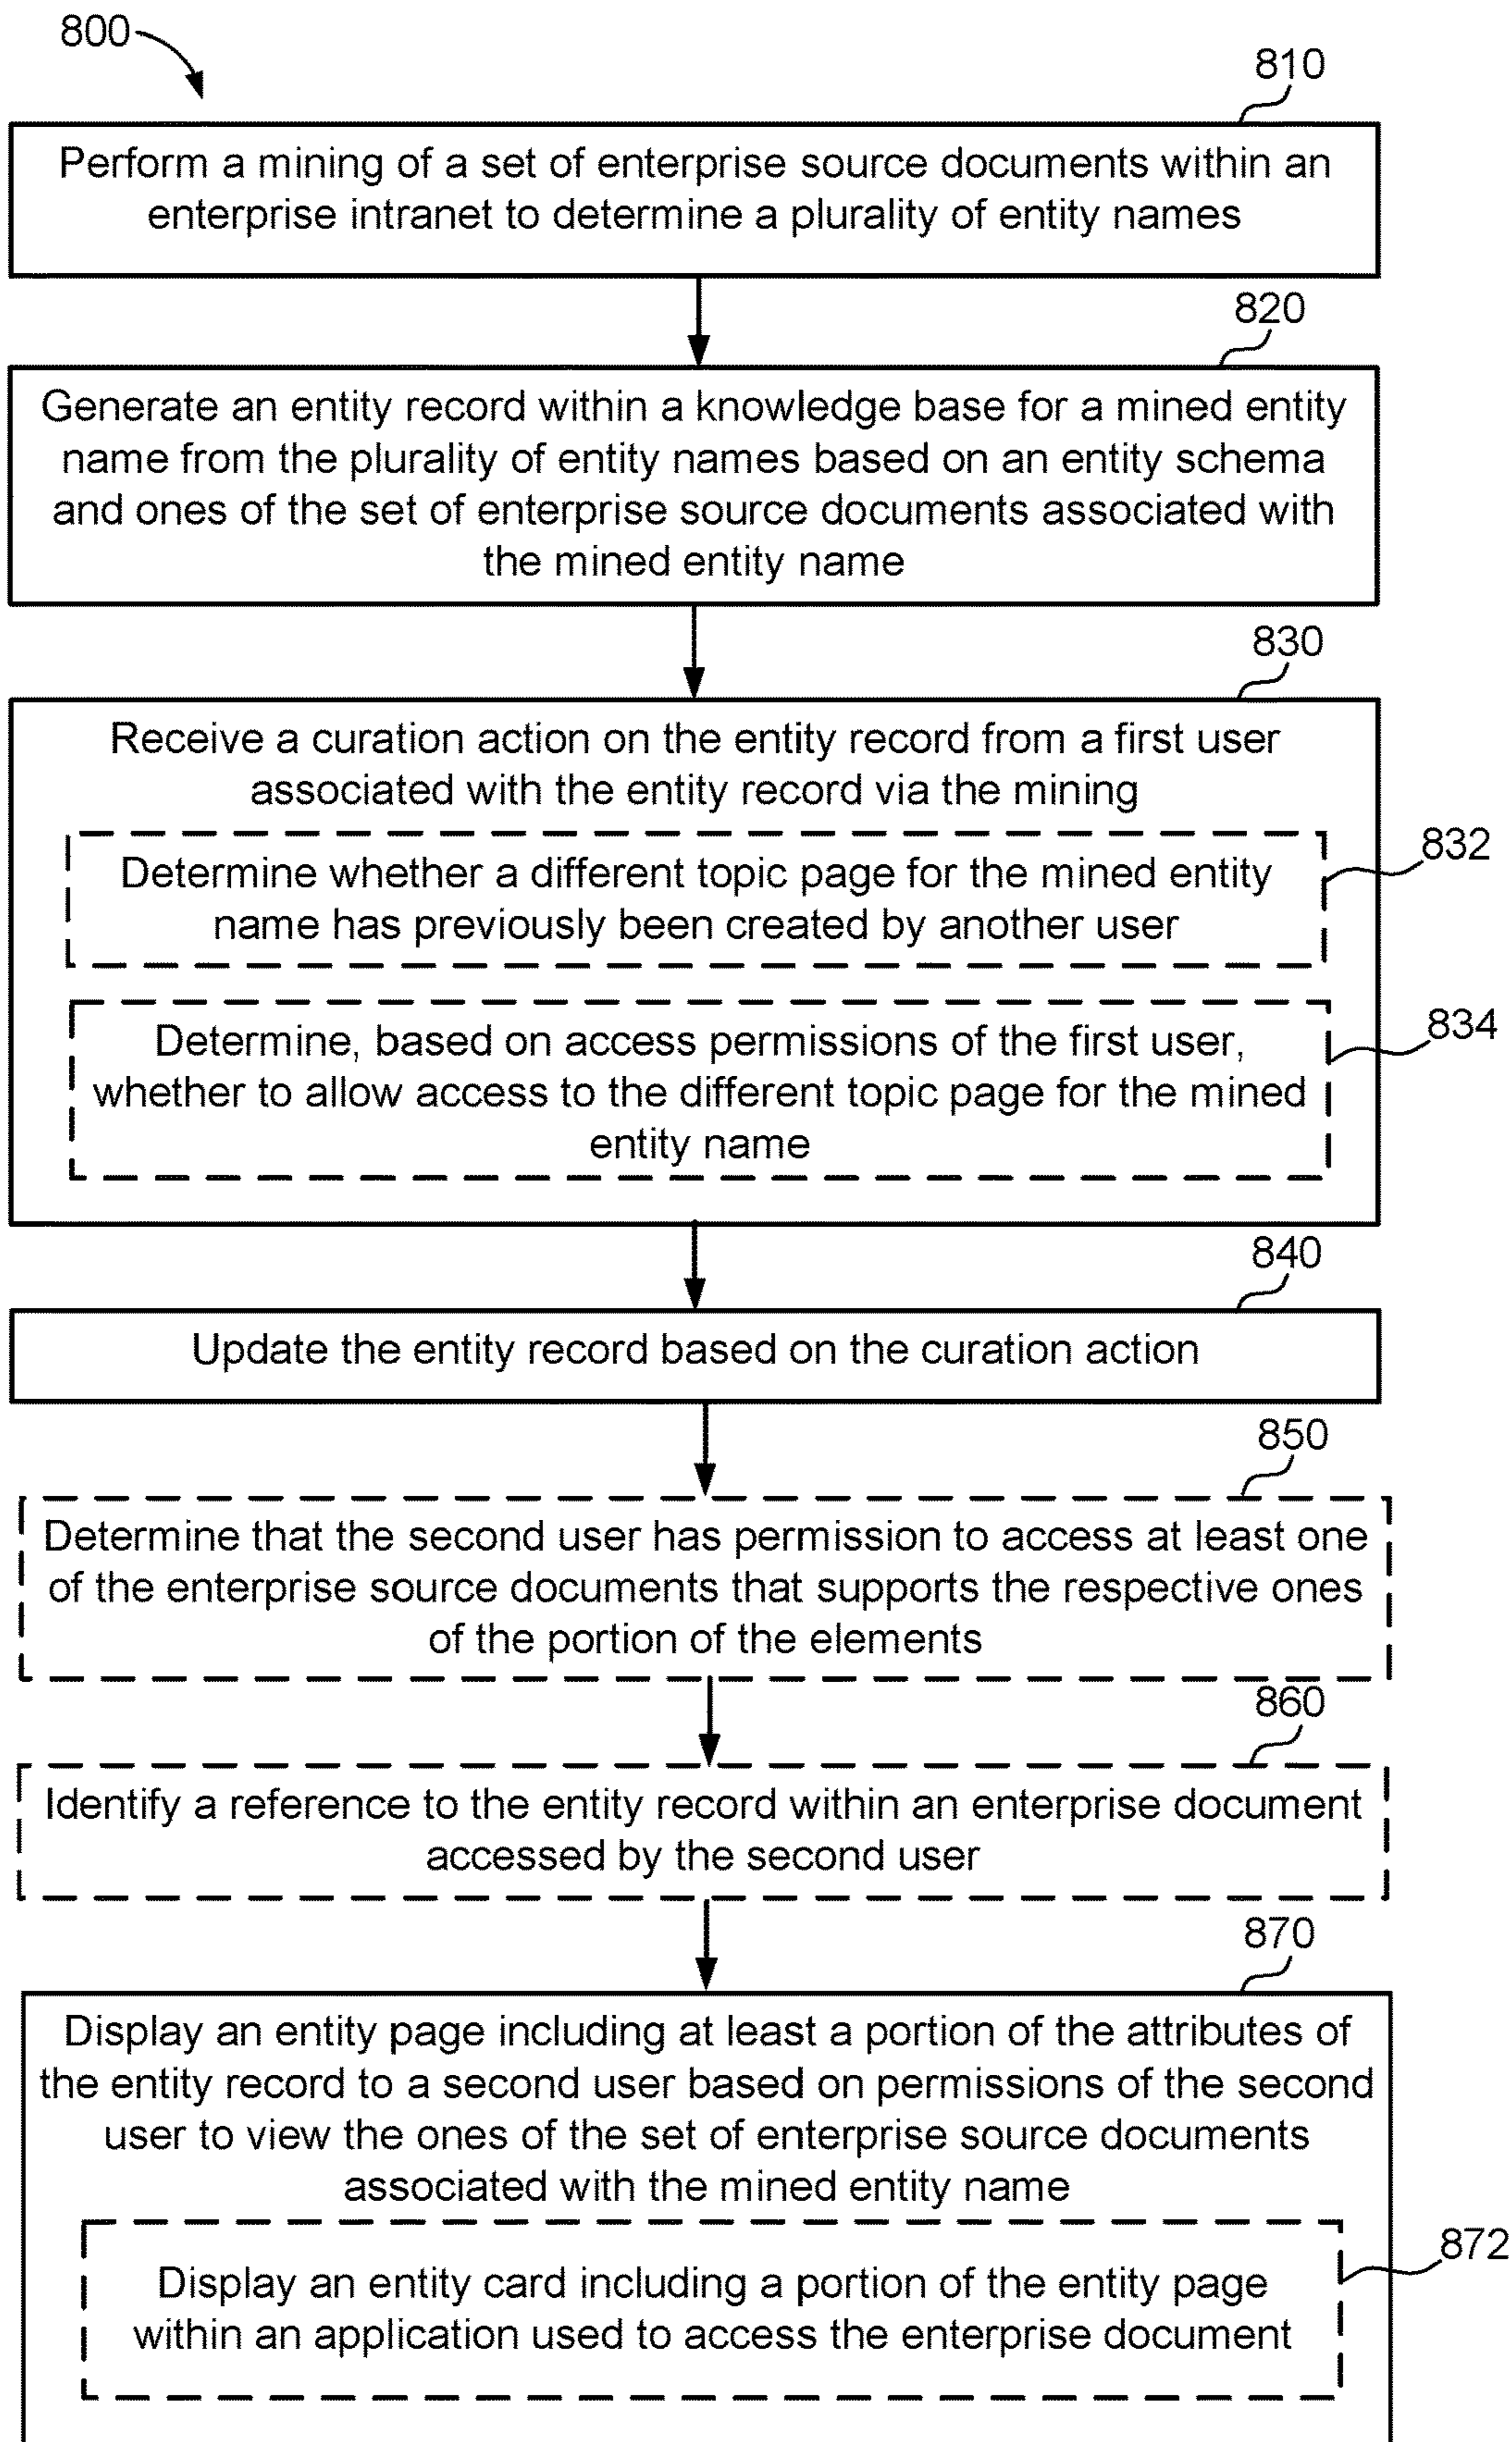 800
810
Perform a mining of a set of enterprise source documents within an
enterprise intranet to determine a plurality of entity names
820
Generate an entity record within a knowledge base for a mined entity
name from the plurality of entity names based on an entity schema
and ones of the set of enterprise source documents associated with
the mined entity name
830
Receive a curation action on the entity record from a first user
associated with the entity record via the mining
832
Determine whether a different topic page for the mined entity
name has previously been created by another user
834
Determine, based on access permissions of the first user,
whether to allow access to the different topic page for the mined
entity name
840
Update the entity record based on the curation action
850
Determine that the second user has permission to access at least one
of the enterprise source documents that supports the respective ones
of the portion of the elements
860
Identify a reference to the entity record within an enterprise document
accessed by the second user
870
Display an entity page including at least a portion of the attributes of
the entity record to a second user based on permissions of the second
user to view the ones of the set of enterprise source documents
associated with the mined entity name
872
Display an entity card including a portion of the entity page
within an application used to access the enterprise document